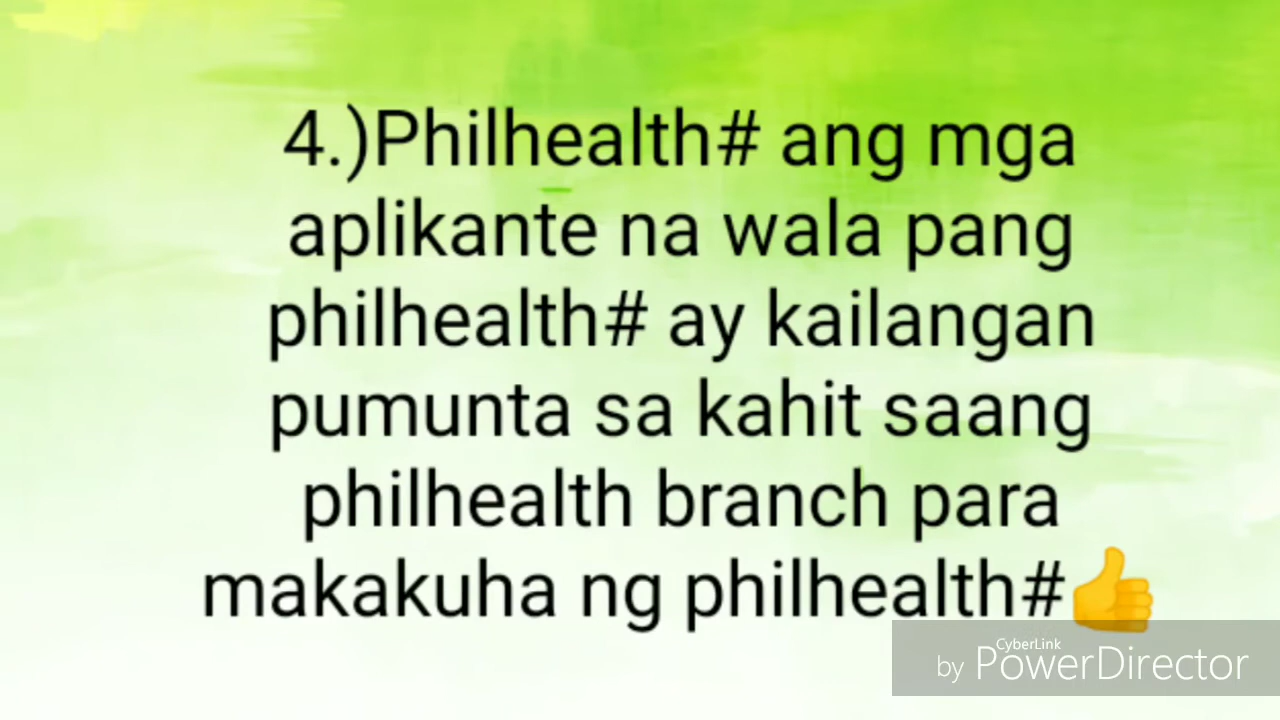 4.)Philhealth# ang mga
aplikante na wala pang
philhealth# ay kailangan
pumunta sa kahit saang
philhealth branch para
makakuha ng philhealth#👍
CyberLink
by PowerDirector